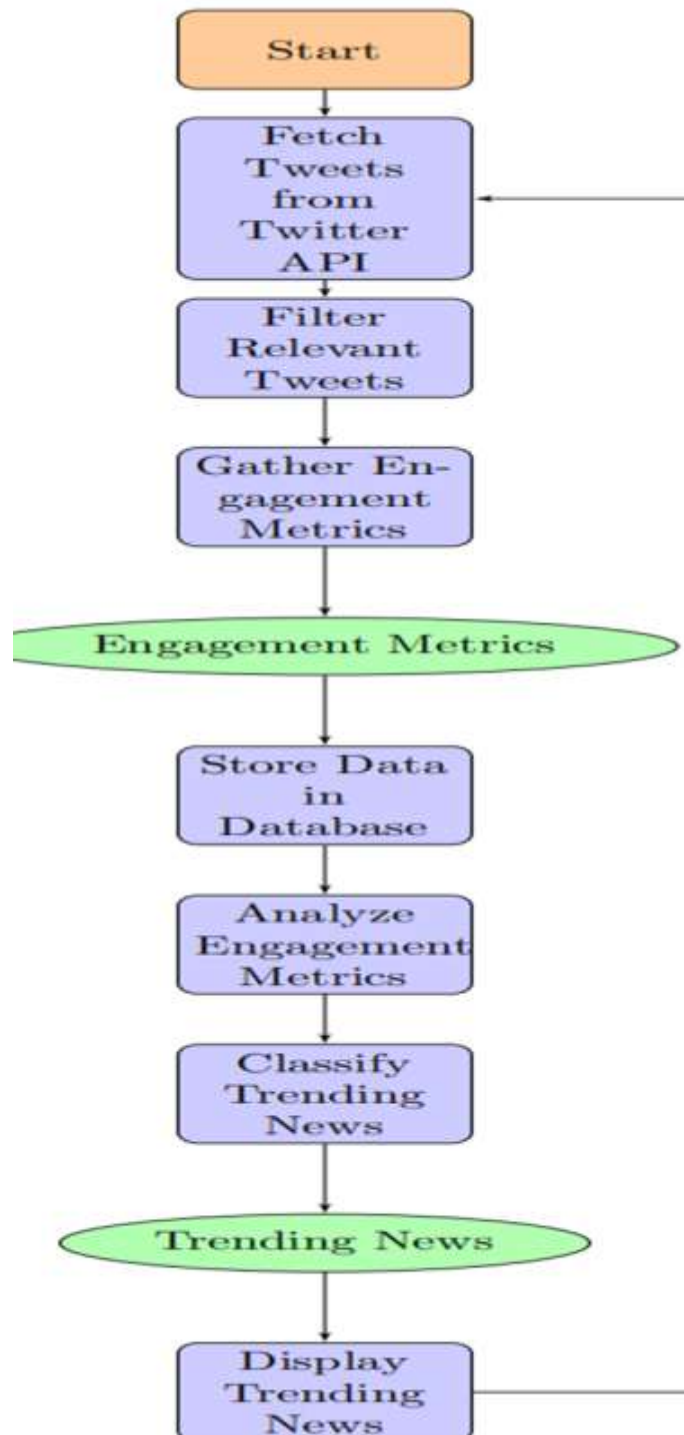 Start
Fetch
Tweets
from
Twitter
API
Filter
Relevant
Tweets
Gather En-
gagement
Metrics
Engagement Metrics
Store Data
in
Database
Analyze
Engagement
Metrics
Classify
Trending
News
Trending News
Display
Trending
News